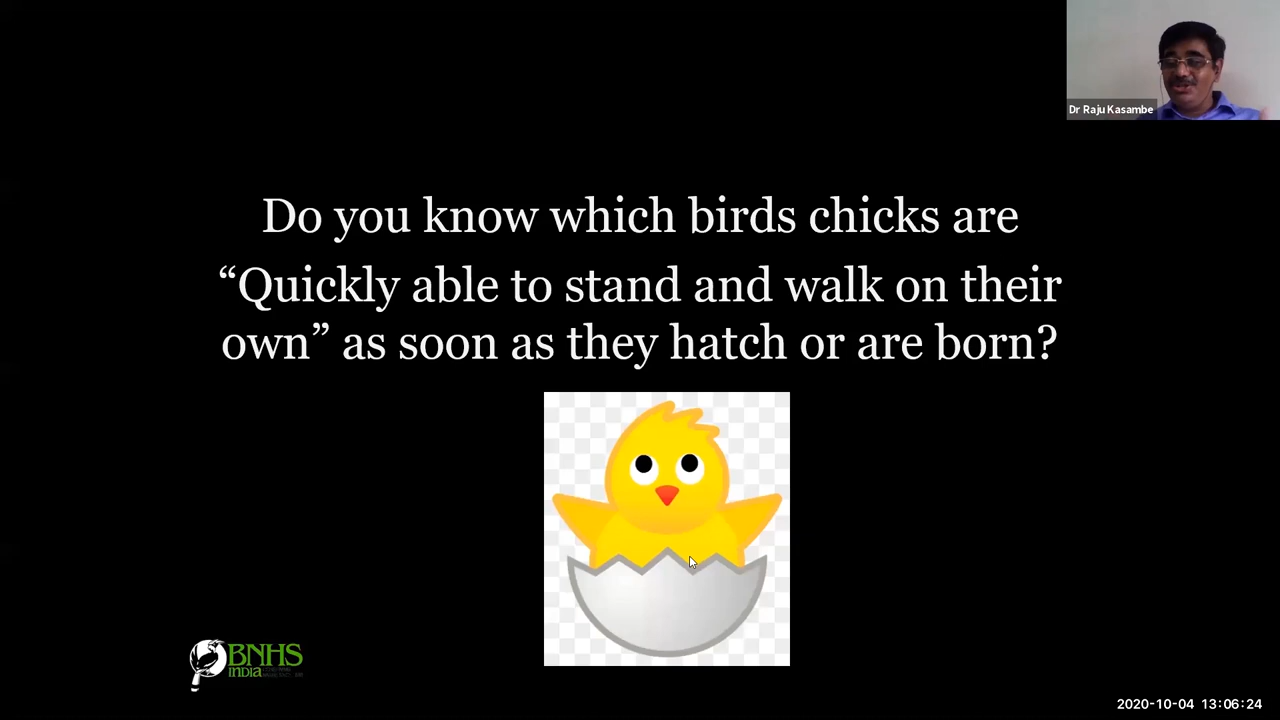 Dr Raju Kasambe
Do you know which birds chicks are
“Quickly able to stand and walk on their
own” as soon as they hatch or are born?
BNHS
INDIA
2020-10-04 13:06:24